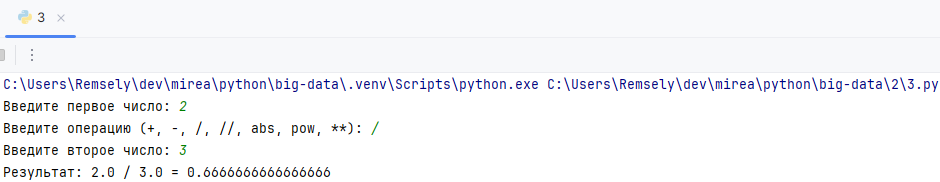 3
C:\Users\Remsely\dev\mirea\python\big-data\.venv\Scripts\python.exe C:\Users\Remsely\dev\mirea\python\big-data\2\3.py
Введите первое число: 2
Введите операцию (+, -, /, //, abs, pow, **): /
Введите второе число: 3
Результат: 2.0 / 3.0 = 0.6666666666666666